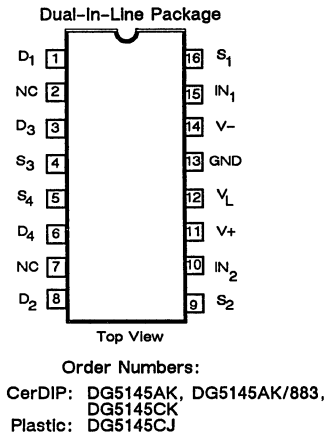 Dual-In-Line Package
D1 1
NC 2
D3 3
S3 4
S4 5
D4 6
NC 7
D2 8
16 S1
15 IN1
14 V-
13 GND
12 VL
11 V+
10 IN2
9 S2
Top View
Order Numbers:
CerDIP: DG5145AK, DG5145AK/883,
DG5145CK
Plastic: DG5145CJ